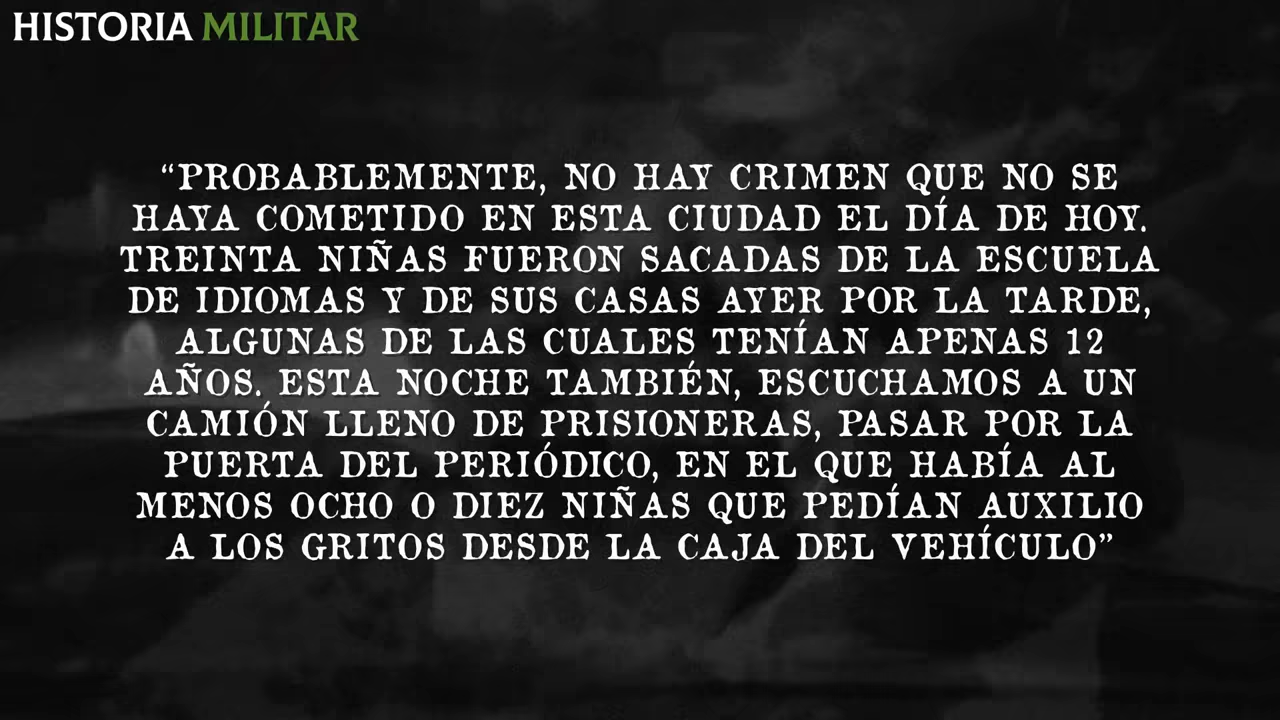 HISTORIA MILITAR
“PROBABLEMENTE, NO HAY CRIMEN QUE NO SE
HAYA COMETIDO EN ESTA CIUDAD EL DÍA DE HOY.
TREINTA NIÑAS FUERON SACADAS DE LA ESCUELA
DE IDIOMAS Y DE SUS CASAS AYER POR LA TARDE,
ALGUNAS DE LAS CUALES TENÍAN APENAS 12
AÑOS. ESTA NOCHE TAMBIÉN, ESCUCHAMOS A UN
CAMIÓN LLENO DE PRISIONERAS, PASAR POR LA
PUERTA DEL PERIÓDICO, EN EL QUE HABÍA AL
MENOS OCHO O DIEZ NIÑAS QUE PEDÍAN AUXILIO
A LOS GRITOS DESDE LA CAJA DEL VEHÍCULO”